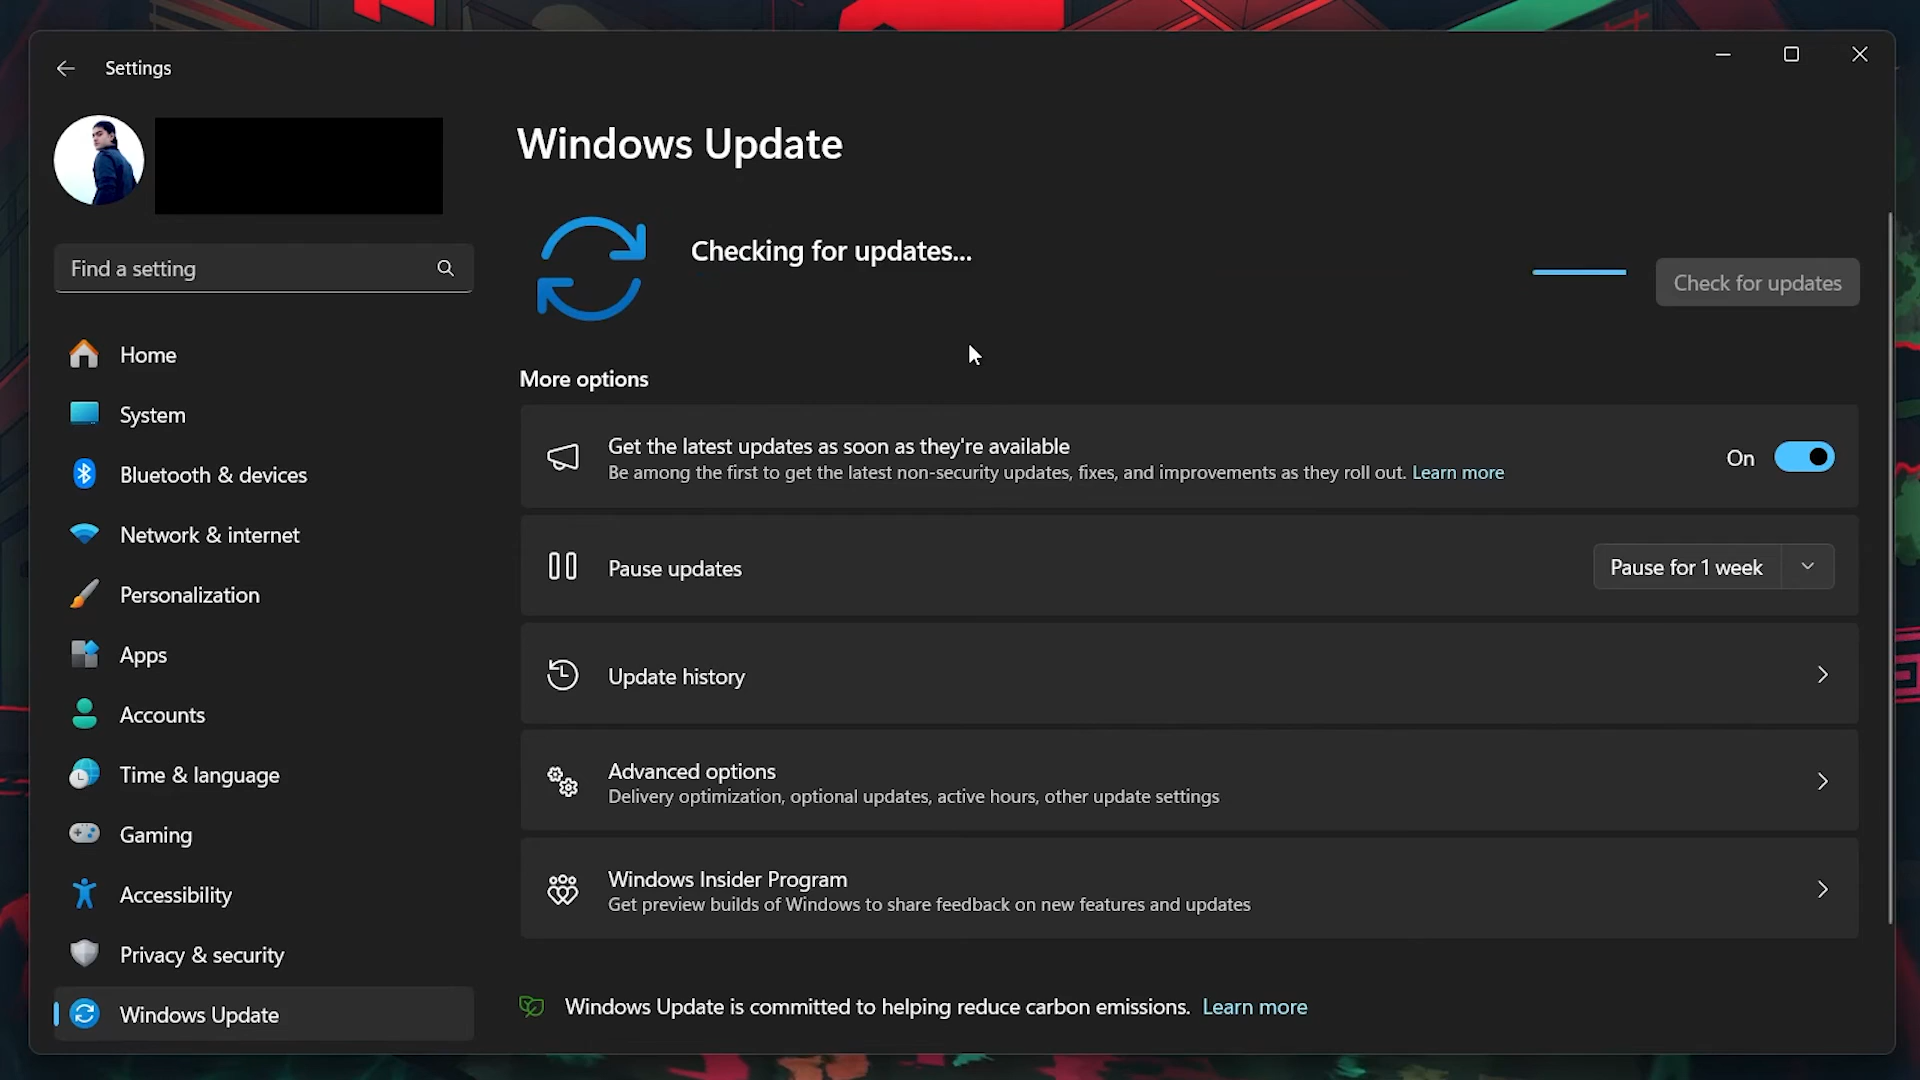 Settings
Find a setting
Home
System
Bluetooth & devices
Network & internet
Personalization
Apps
Accounts
Time & language
Gaming
Accessibility
Privacy & security
Windows Update
Windows Update
Checking for updates...
Check for updates
More options
Get the latest updates as soon as they're available
Be among the first to get the latest non-security updates, fixes, and improvements as they roll out. Learn more
On
Pause updates
Pause for 1 week
Update history
Advanced options
Delivery optimization, optional updates, active hours, other update settings
Windows Insider Program
Get preview builds of Windows to share feedback on new features and updates
Windows Update is committed to helping reduce carbon emissions. Learn more